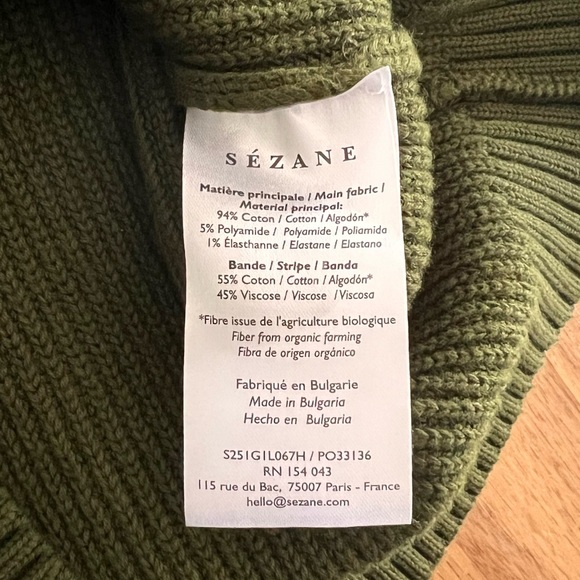 SÉZANE
Matière principale / Main fabric /
Material principal:
94% Coton / Cotton / Algodón*
5% Polyamide / Polyamide / Poliamida
1% Élasthanne / Elastane / Elastano
Bande / Stripe / Banda
55% Coton / Cotton / Algodón*
45% Viscose / Viscose / Viscosa
*Fibre issue de l'agriculture biologique
Fiber from organic farming
Fibra de origen orgánico
Fabriqué en Bulgarie
Made in Bulgaria
Hecho en Bulgaria
S251G1L067H / PO33136
RN 154 043
115 rue du Bac, 75007 Paris - France
hello@sezane.com